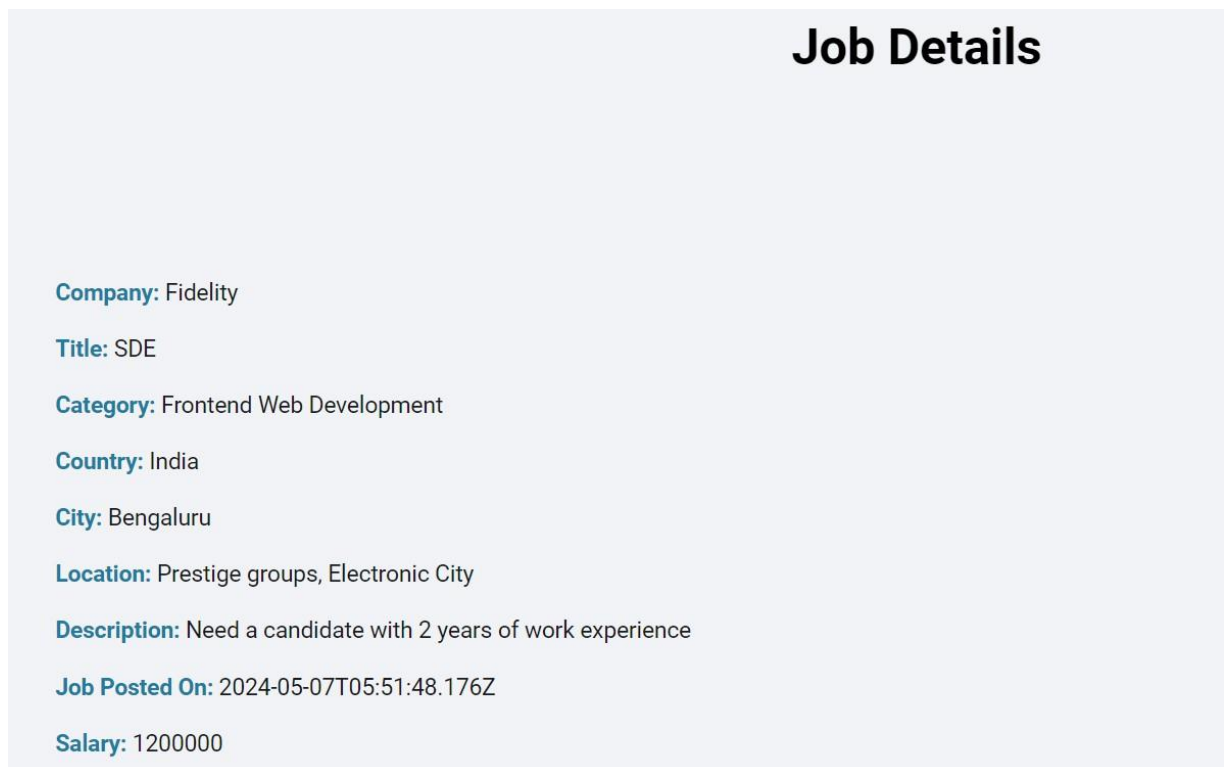 Job Details
Company: Fidelity
Title: SDE
Category: Frontend Web Development
Country: India
City: Bengaluru
Location: Prestige groups, Electronic City
Description: Need a candidate with 2 years of work experience
Job Posted On: 2024-05-07T05:51:48.176Z
Salary: 1200000